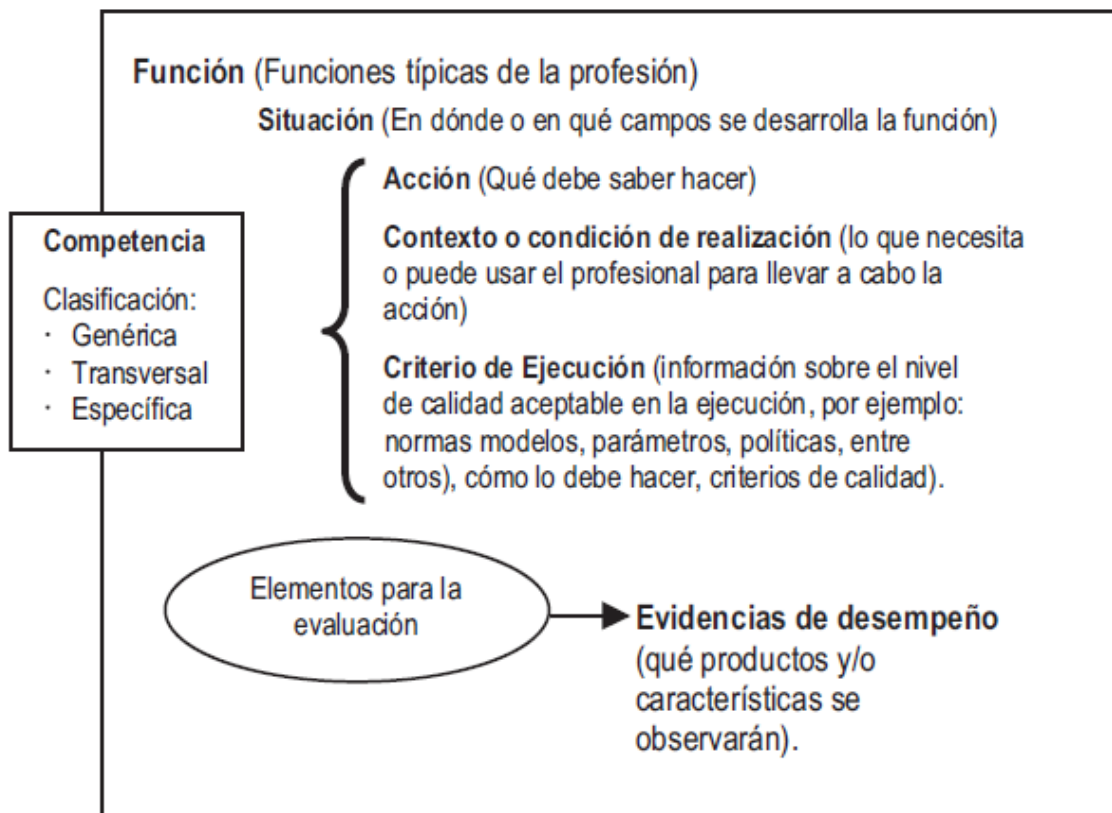 Función (Funciones típicas de la profesión)
Situación (En dónde o en qué campos se desarrolla la función)
Acción (Qué debe saber hacer)
Contexto o condición de realización (lo que necesita
o puede usar el profesional para llevar a cabo la
acción)
Criterio de Ejecución (información sobre el nivel
de calidad aceptable en la ejecución, por ejemplo:
normas modelos, parámetros, políticas, entre
otros), cómo lo debe hacer, criterios de calidad).
Competencia
Clasificación:
· Genérica
· Transversal
· Específica
Elementos para la
evaluación
Evidencias de desempeño
(qué productos y/o
característícas se
observarán).